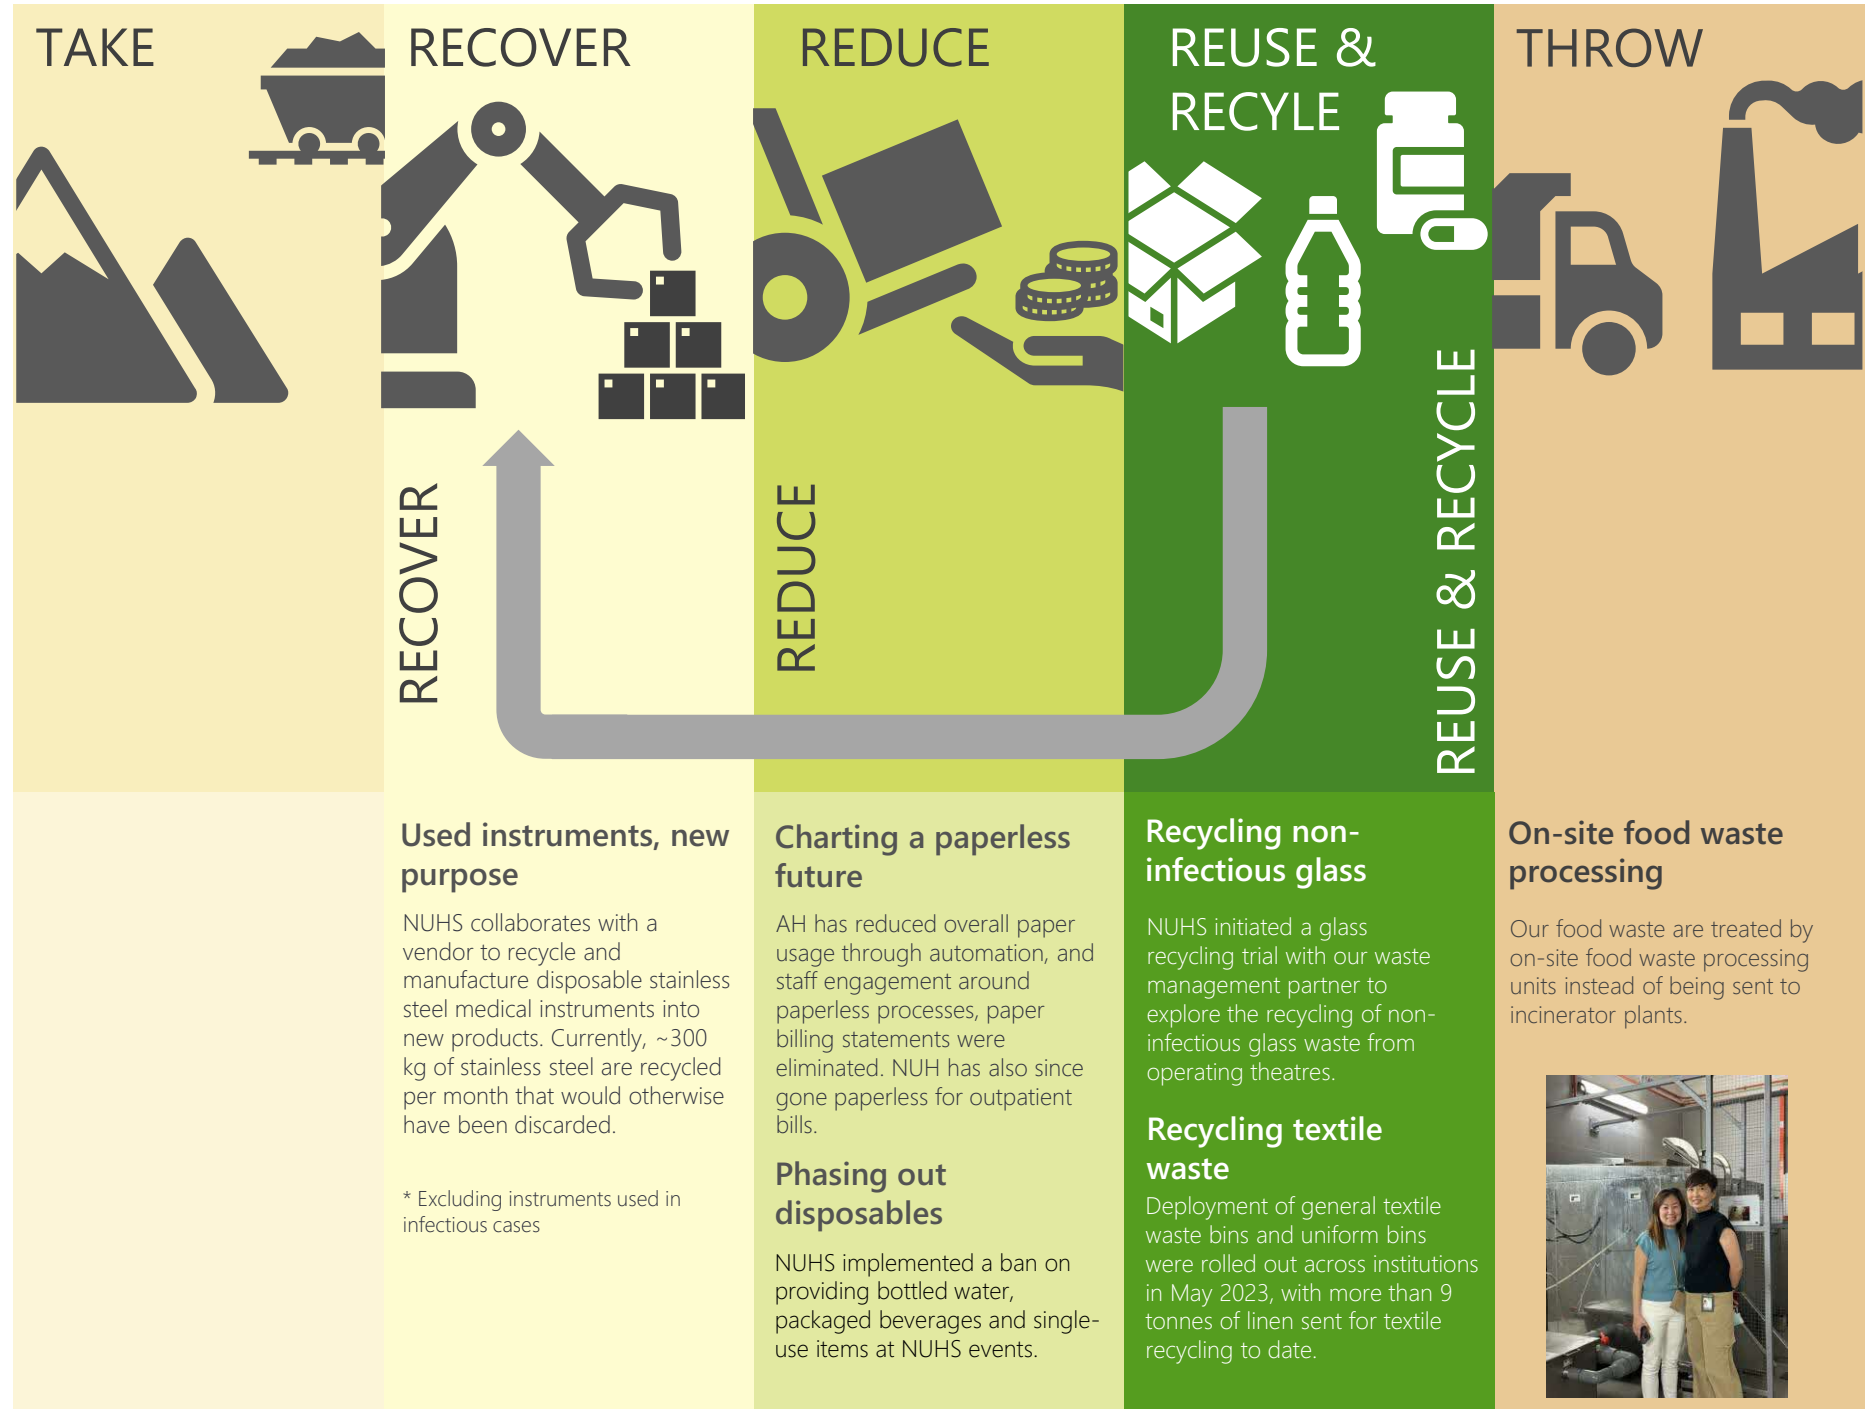 TAKE
RECOVER
REDUCE
REUSE &
RECYLE
THROW
RECOVER
REDUCE
REUSE & RECYCLE
Used instruments, new
purpose
NUHS collaborates with a
vendor to recycle and
manufacture disposable stainless
steel medical instruments into
new products. Currently, ~300
kg of stainless steel are recycled
per month that would otherwise
have been discarded.
* Excluding instruments used in
infectious cases
Charting a paperless
future
AH has reduced overall paper
usage through automation, and
staff engagement around
paperless processes, paper
billing statements were
eliminated. NUH has also since
gone paperless for outpatient
bills.
Phasing out
disposables
NUHS implemented a ban on
providing bottled water,
packaged beverages and single-
use items at NUHS events.
Recycling non-
infectious glass
NUHS initiated a glass
recycling trial with our waste
management partner to
explore the recycling of non-
infectious glass waste from
operating theatres.
Recycling textile
waste
Deployment of general textile
waste bins and uniform bins
were rolled out across institutions
in May 2023, with more than 9
tonnes of linen sent for textile
recycling to date.
On-site food waste
processing
Our food waste are treated by
on-site food waste processing
units instead of being sent to
incinerator plants.